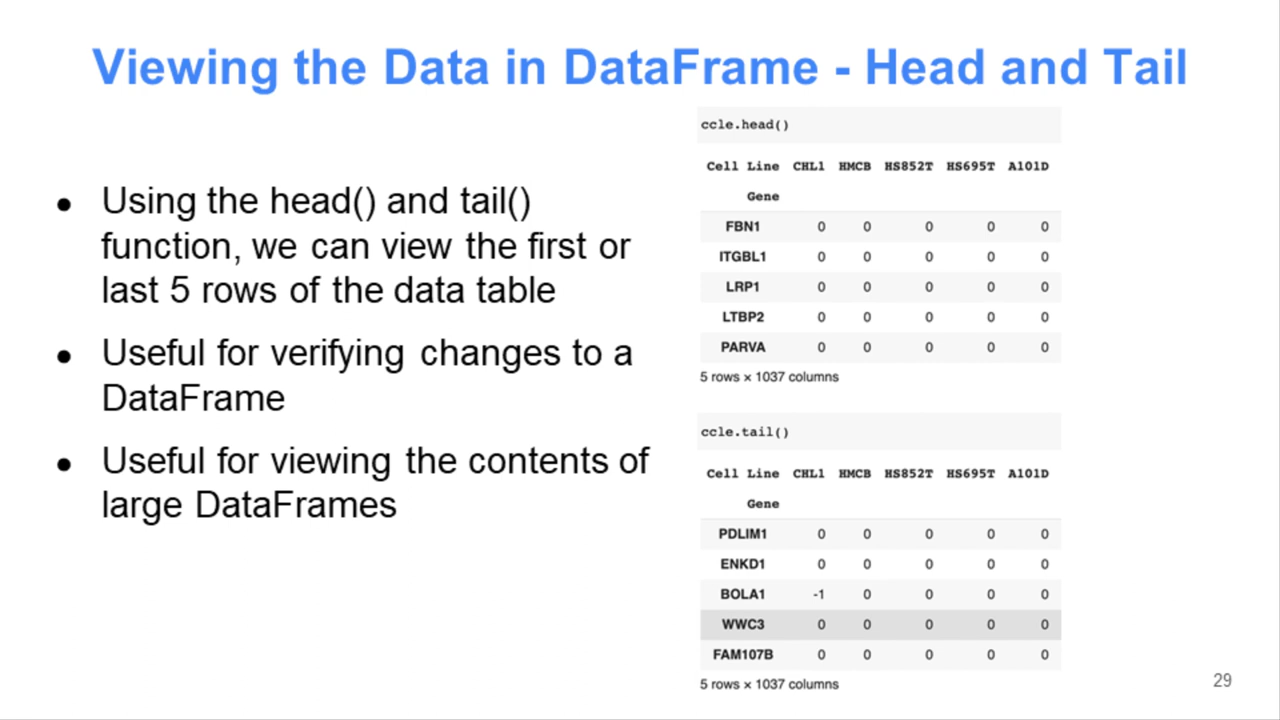 Viewing the Data in DataFrame - Head and Tail
● Using the head() and tail()
function, we can view the first or
last 5 rows of the data table
● Useful for verifying changes to a
DataFrame
● Useful for viewing the contents of
large DataFrames
ccle.head()
Cell Line CHL1 HMCB HS852T HS695T A101D
Gene
FBN1 0 0 0 0 0
ITGBL1 0 0 0 0 0
LRP1 0 0 0 0 0
LTBP2 0 0 0 0 0
PARVA 0 0 0 0 0
5 rows × 1037 columns
ccle.tail()
Cell Line CHL1 HMCB HS852T HS695T A101D
Gene
PDLIM1 0 0 0 0 0
ENKD1 0 0 0 0 0
BOLA1 -1 0 0 0 0
WWC3 0 0 0 0 0
FAM107B 0 0 0 0 0
5 rows × 1037 columns
29